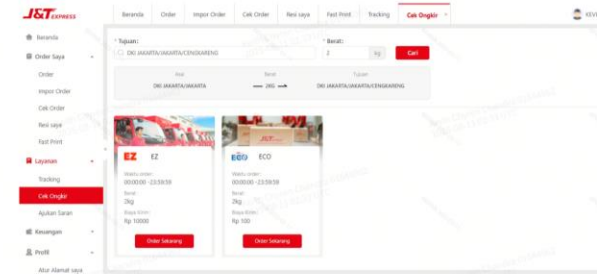 J&T EXPRESS
Beranda Order Impor Order Cek Order Resi saya Fast Print Tracking Cek Ongkir
Beranda
Order Saya
Order
Impor Order
Cek Order
Resi saya
Fast Print
Layanan
Tracking
Cek Ongkir
Ajukan Saran
Keuangan
Profil
Atur Alamat saya
* Tujuan:
DKI JAKARTA/JAKARTA/CENGKARENG
* Berat:
2 kg
Cari
Asal Berat Tujuan
DKI JAKARTA/JAKARTA 2KG DKI JAKARTA/JAKARTA/CENGKARENG
EZ EZ
Waktu order:
00:00:00 -23:59:59
Berat:
2kg
Biaya Kirim:
Rp 10000
Order Sekarang
J&T
ECO ECO
Waktu order:
00:00:00 -23:59:59
Berat:
2kg
Biaya Kirim:
Rp 100
Order Sekarang